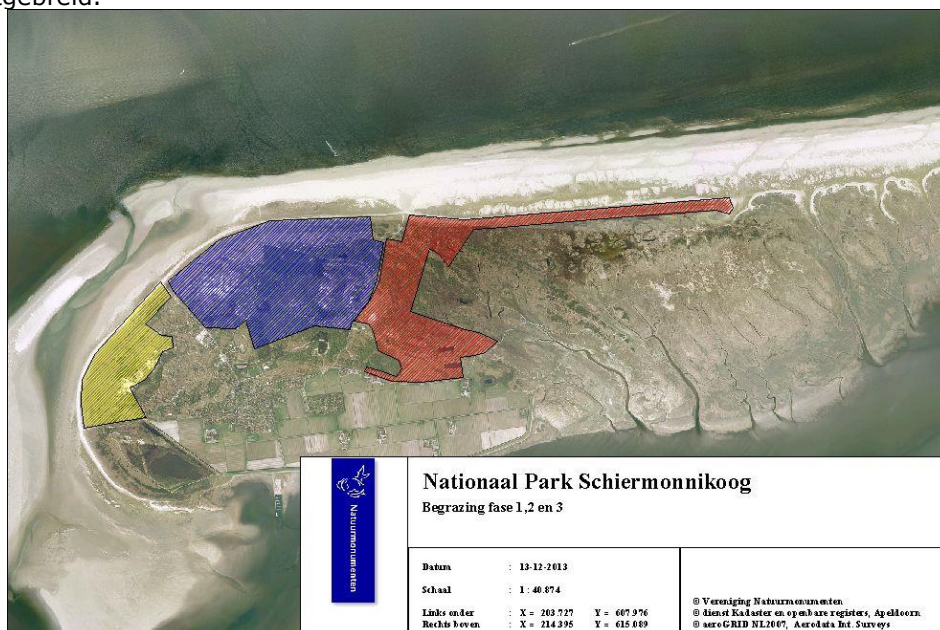 tgebreid.
Natuurmonumenten
Nationaal Park Schiermonnikoog
Begrazing fase 1,2 en 3
Datum : 13-12-2013
Schaal : 1 : 40.874
Links onder : X = 203.727 Y = 607.976
Rechts boven : X = 214.395 Y = 615.089
© Vereniging Natuurmonumenten
© dienst Kadaster en openbare registers, Apeldoorn
© aeroGRID NL2007, Aerodata Int. Surveys